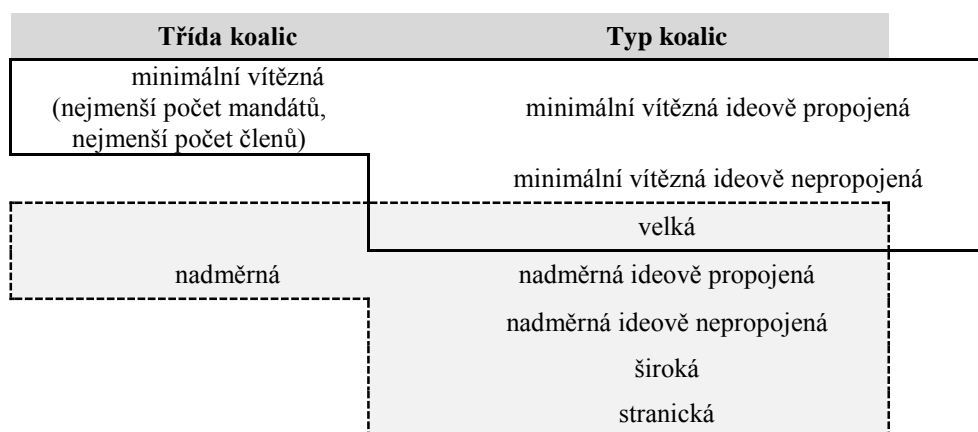 Třída koalic Typ koalic
minimální vítězná
(nejmenší počet mandátů,
nejmenší počet členů)
minimální vítězná ideově propojená
minimální vítězná ideově nepropojená
velká
nadměrná nadměrná ideově propojená
nadměrná ideově nepropojená
široká
stranická